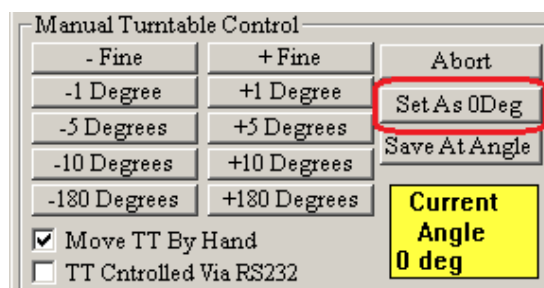 Manual Turntable Control
- Fine
+ Fine
Abort
-1 Degree
+1 Degree
Set As 0Deg
-5 Degrees
+5 Degrees
Save At Angle
-10 Degrees
+10 Degrees
-180 Degrees
+180 Degrees
Current
Angle
0 deg
Move TT By Hand
TT Cntrolled Via RS232